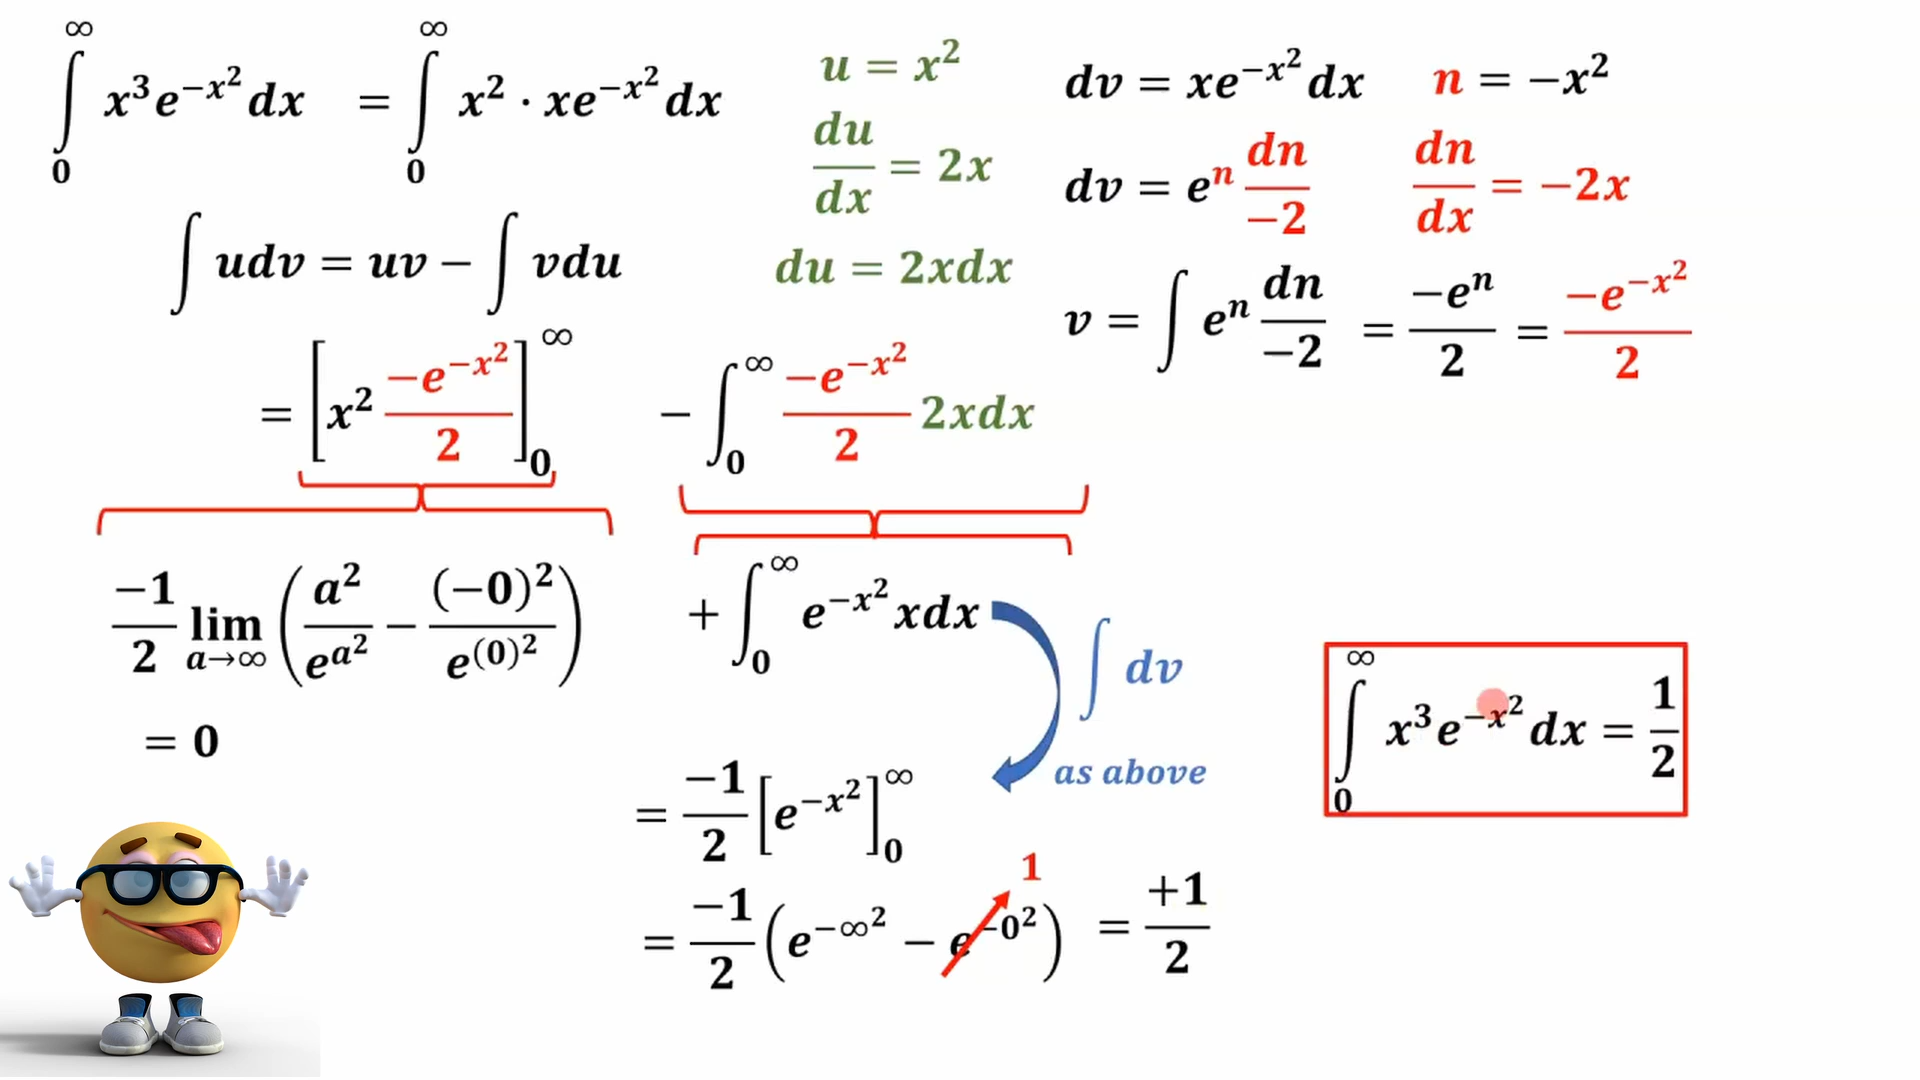 ∫₀^∞ x³e^{−x²} dx = ∫₀^∞ x² · xe^{−x²} dx
∫ udv = uv − ∫ vdu
u = x²
du/dx = 2x
du = 2xdx
dv = xe^{−x²} dx
n = −x²
dv = eⁿ dn/−2
dn/dx = −2x
v = ∫ eⁿ dn/−2 = −eⁿ/2 = −e^{−x²}/2
= [x² −e^{−x²}/2]₀^∞ − ∫₀^∞ −e^{−x²}/2 2xdx
−1/2 lim a→∞ (a²/e^{a²} − (−0)²/e^{(0)²})
= 0
+ ∫₀^∞ e^{−x²} xdx
∫ dv
as above
= −1/2 [e^{−x²}]₀^∞
1
= −1/2 (e^{−∞²} − e^{−0²}) = +1/2
∫₀^∞ x³e^{−x²} dx = 1/2